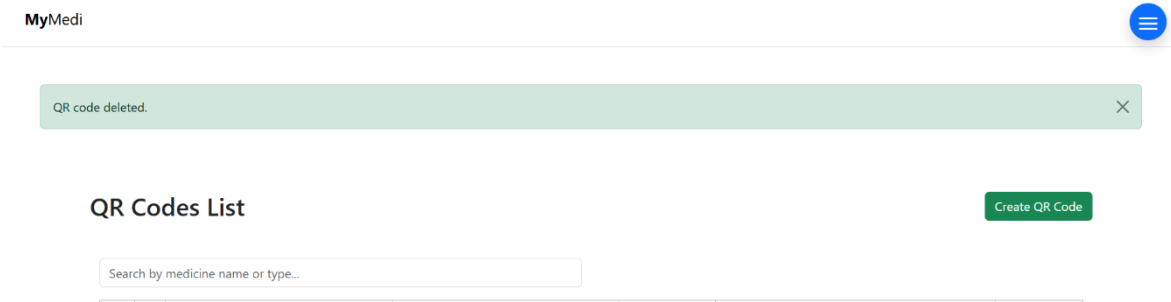 MyMedi
QR code deleted.
QR Codes List
Create QR Code
Search by medicine name or type...